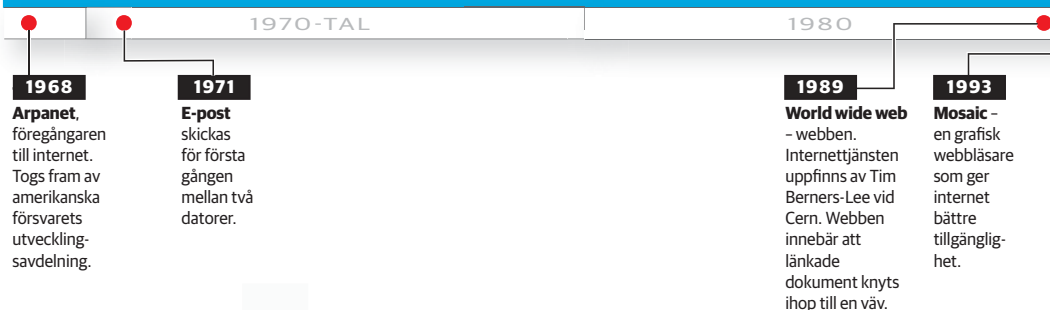 1970-TAL
1980
1968
Arpanet,
föregångaren
till internet.
Togs fram av
amerikanska
försvarets
utveckling-
savdelning.
1971
E-post
skickas
för första
gången
mellan två
datorer.
1989
World wide web
– webben.
Internettjänsten
uppfinns av Tim
Berners-Lee vid
Cern. Webben
innebär att
länkade
dokument knyts
ihop till en väv.
1993
Mosaic –
en grafisk
webbläsare
som ger
internet
bättre
tillgänglig-
het.